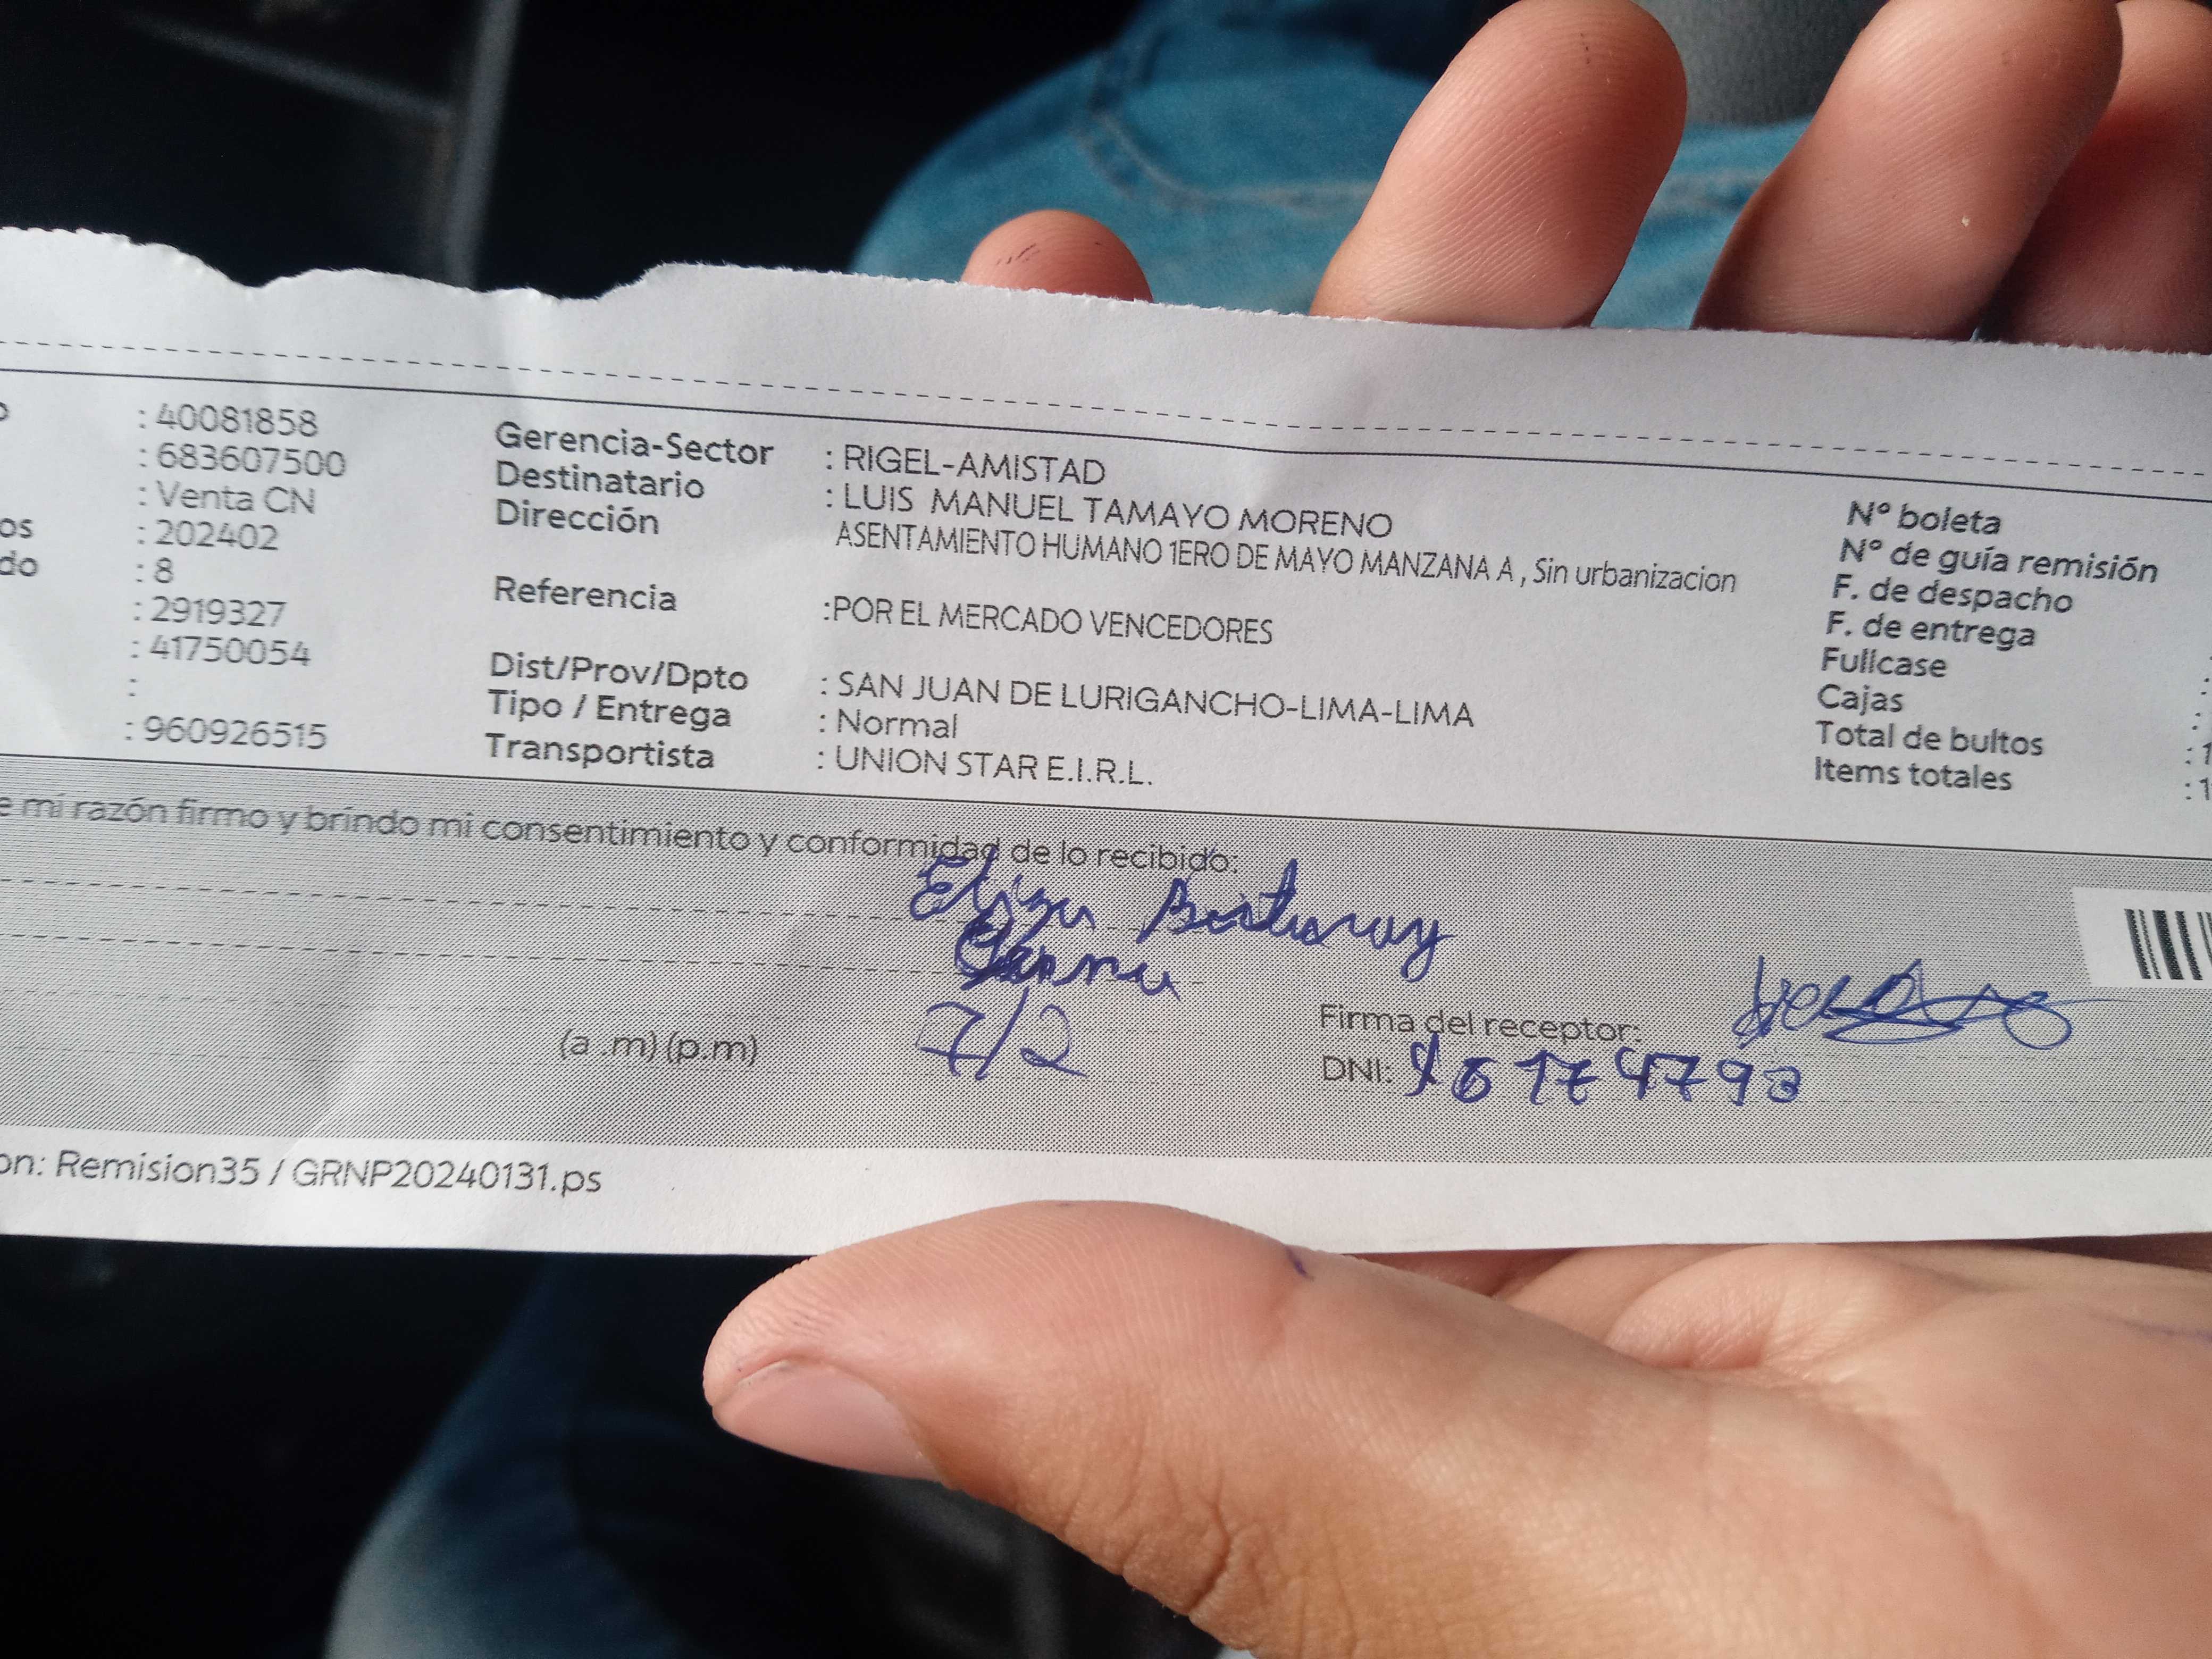 : 40081858
: 683607500
: Venta CN
os : 202402
do : 8
: 2919327
: 41750054
:
: 960926515
Gerencia-Sector : RIGEL-AMISTAD
Destinatario : LUIS MANUEL TAMAYO MORENO
Dirección ASENTAMIENTO HUMANO 1ERO DE MAYO MANZANA A , Sin urbanizacion
Referencia :POR EL MERCADO VENCEDORES
Dist/Prov/Dpto : SAN JUAN DE LURIGANCHO-LIMA-LIMA
Tipo / Entrega : Normal
Transportista : UNION STAR E.I.R.L.
Nº boleta
Nº de guía remisión
F. de despacho
F. de entrega
Fullcase :
Cajas :
Total de bultos : 1
Items totales : 1
e mi razón firmo y brindo mi consentimiento y conformidad de lo recibido:
(a .m) (p.m) 7/2
Firma del receptor:
DNI:
on: Remision35 / GRNP20240131.ps